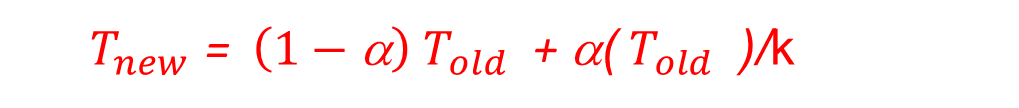 T_new = (1 − α) T_old + α( T_old )/k